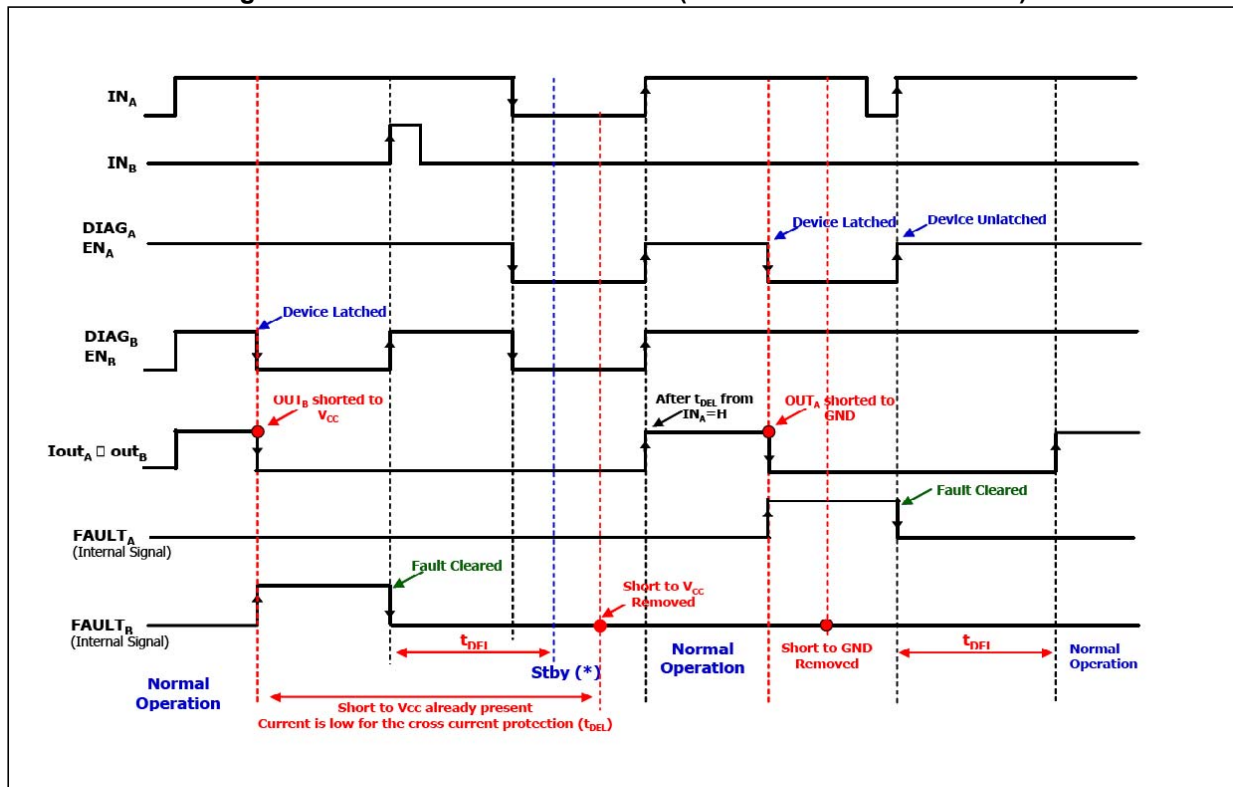 IN_A
IN_B
DIAG_A
EN_A
Device Latched
Device Unlatched
Device Latched
DIAG_B
EN_B
OUT_B shorted to
V_CC
After t_DEL from
IN_A=H
OUT_A shorted to
GND
Iout_A □ out_B
Fault Cleared
FAULT_A
(Internal Signal)
Fault Cleared
Short to V_CC
Removed
FAULT_B
(Internal Signal)
t_DEL
Stby (*)
Normal
Operation
Short to GND
Removed
t_DEL
Normal
Operation
Normal
Operation
Short to Vcc already present
Current is low for the cross current protection (t_DEL)